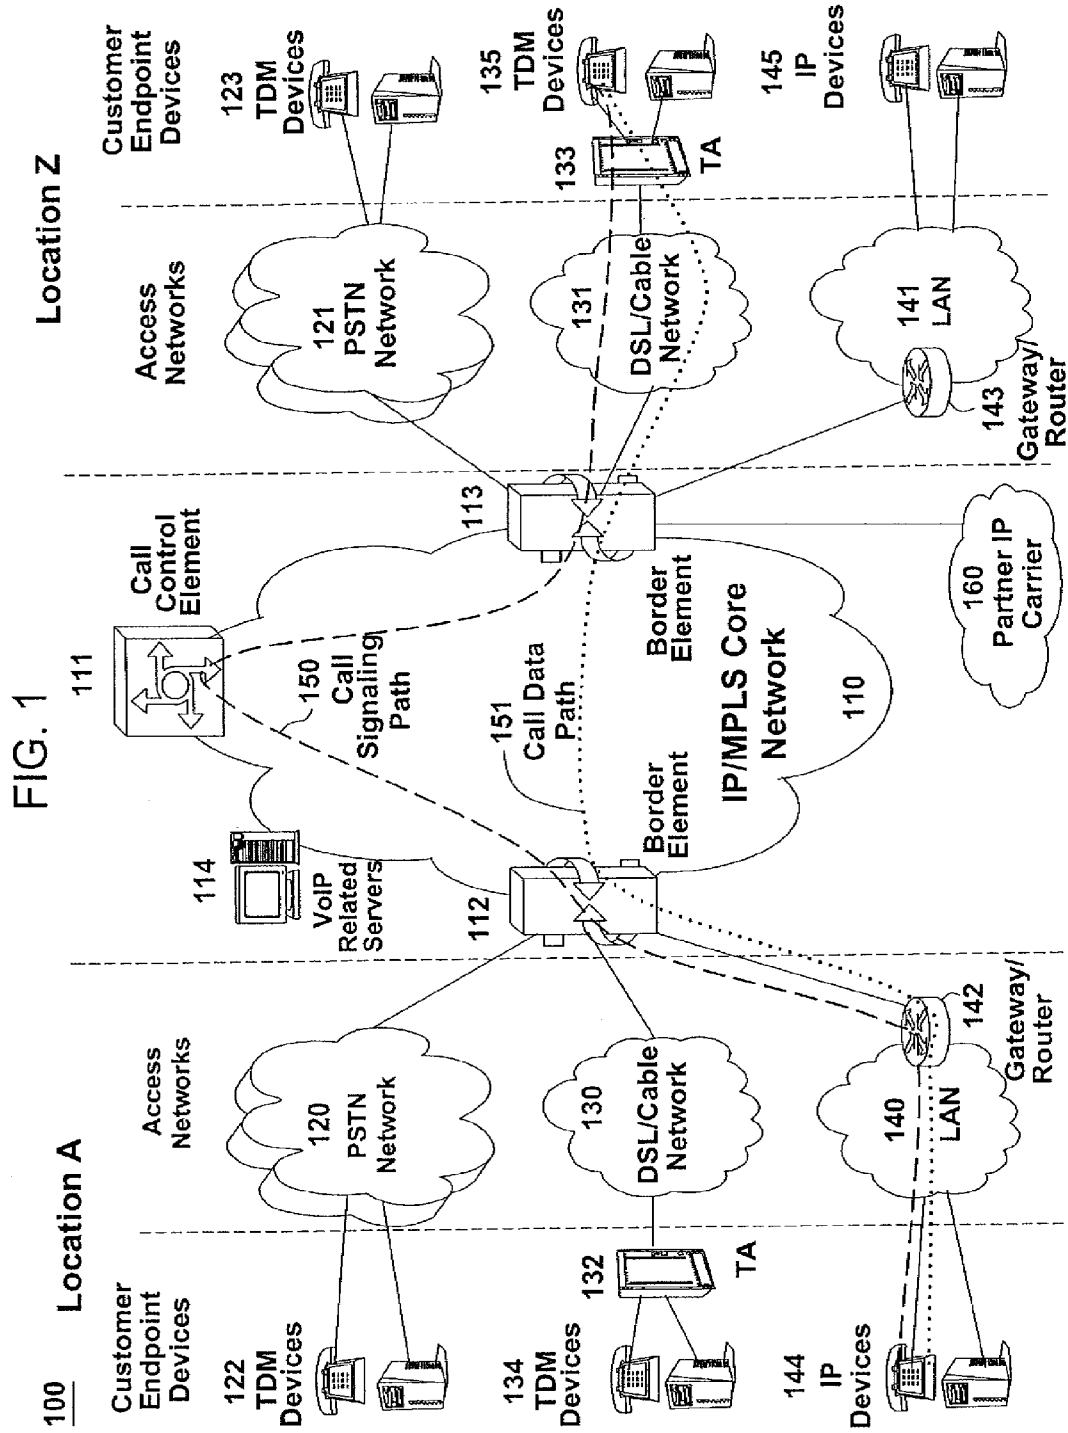 FIG. 1
100
Location A
Location Z
Customer
Endpoint
Devices
Access
Networks
111
Call
Control
Element
Access
Networks
Customer
Endpoint
Devices
114
VoIP
Related
Servers
122
TDM
Devices
120
PSTN
Network
150
Call
Signaling
Path
121
PSTN
Network
123
TDM
Devices
134
TDM
Devices
132
TA
130
DSL/Cable
Network
112
Border
Element
151
Call Data
Path
113
Border
Element
131
DSL/Cable
Network
133
TA
135
TDM
Devices
IP/MPLS Core
Network
110
144
IP
Devices
140
LAN
142
Gateway/
Router
160
Partner IP
Carrier
143
Gateway/
Router
141
LAN
145
IP
Devices